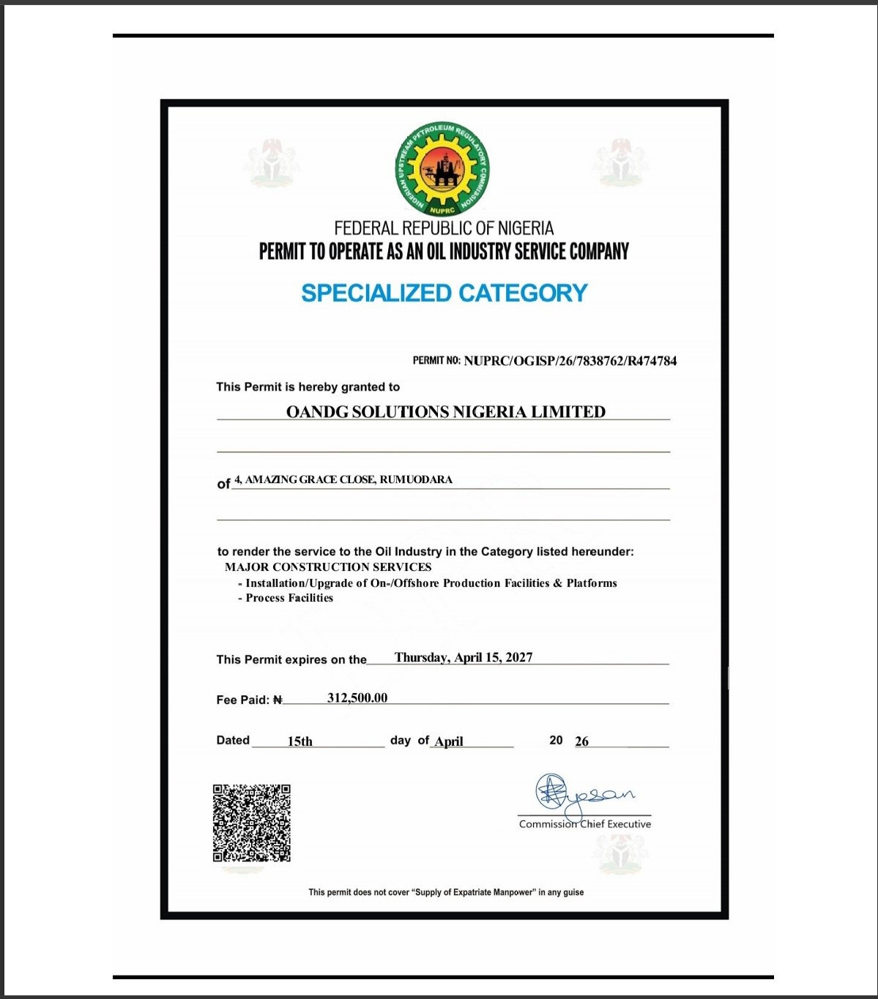 NIGERIAN UPSTREAM PETROLEUM REGULATORY COMMISSION
NUPRC
FEDERAL REPUBLIC OF NIGERIA
PERMIT TO OPERATE AS AN OIL INDUSTRY SERVICE COMPANY
SPECIALIZED CATEGORY
PERMIT NO: NUPRC/OGISP/26/7838762/R474784
This Permit is hereby granted to
OANDG SOLUTIONS NIGERIA LIMITED
of 4, AMAZING GRACE CLOSE, RUMUODARA
to render the service to the Oil Industry in the Category listed hereunder:
MAJOR CONSTRUCTION SERVICES
- Installation/Upgrade of On-/Offshore Production Facilities & Platforms
- Process Facilities
This Permit expires on the Thursday, April 15, 2027
Fee Paid: ₦ 312,500.00
Dated 15th day of April 20 26
Commission Chief Executive
This permit does not cover “Supply of Expatriate Manpower” in any guise